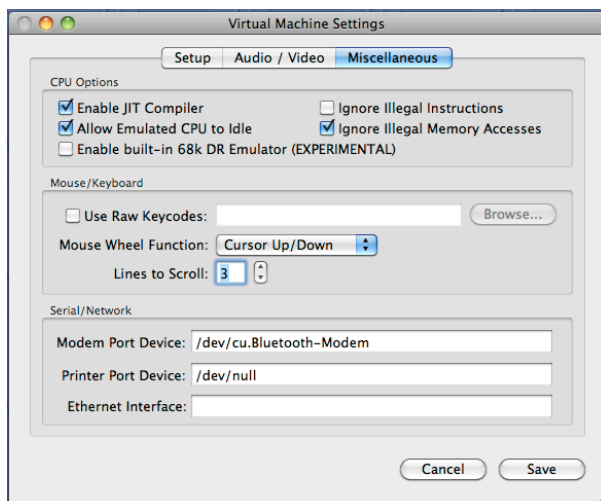 Virtual Machine Settings
Setup Audio / Video Miscellaneous
CPU Options
Enable JIT Compiler Ignore Illegal Instructions
Allow Emulated CPU to Idle Ignore Illegal Memory Accesses
Enable built-in 68k DR Emulator (EXPERIMENTAL)
Mouse/Keyboard
Use Raw Keycodes: Browse...
Mouse Wheel Function: Cursor Up/Down
Lines to Scroll: 3
Serial/Network
Modem Port Device: /dev/cu.Bluetooth-Modem
Printer Port Device: /dev/null
Ethernet Interface:
Cancel Save